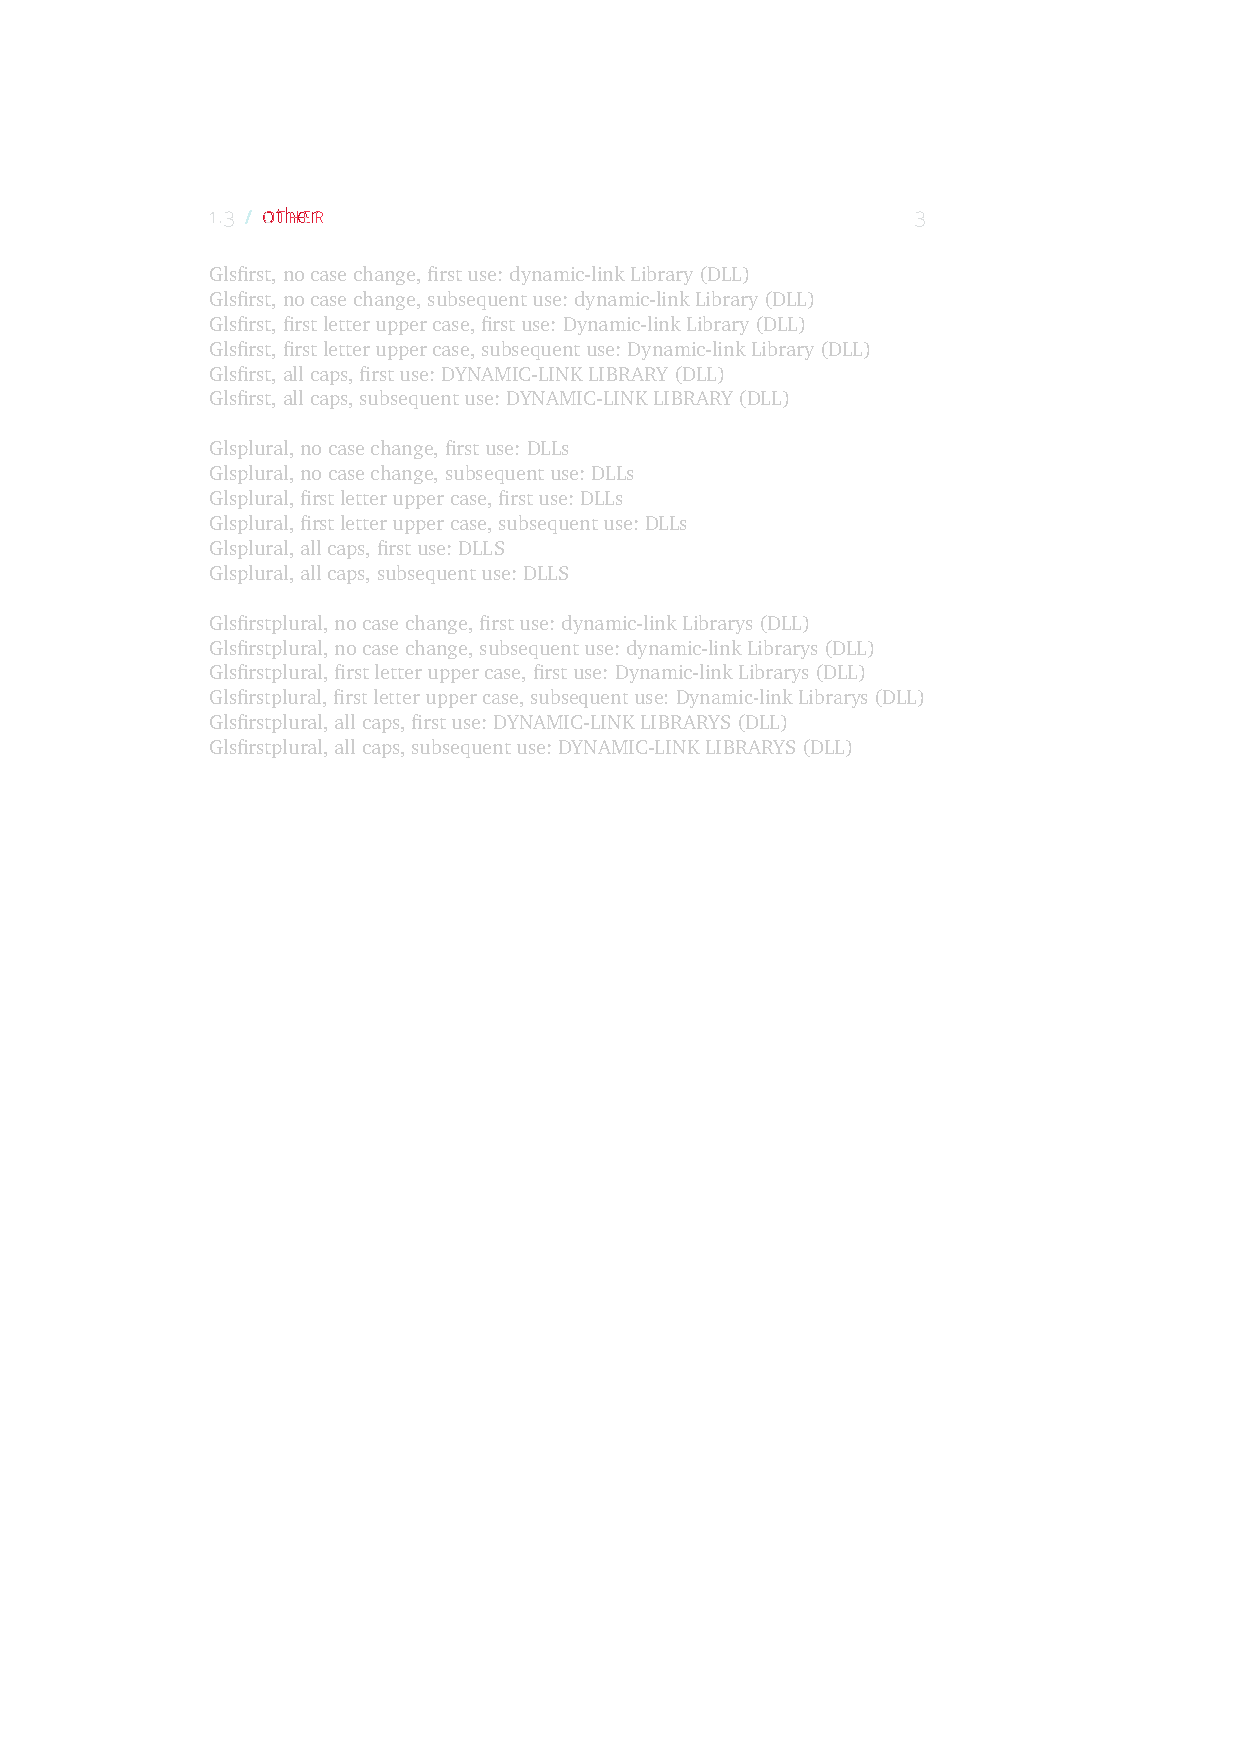 1.3 / other OTHER 3
Glsfirst, no case change, first use: dynamic-link Library (DLL)
Glsfirst, no case change, subsequent use: dynamic-link Library (DLL)
Glsfirst, first letter upper case, first use: Dynamic-link Library (DLL)
Glsfirst, first letter upper case, subsequent use: Dynamic-link Library (DLL)
Glsfirst, all caps, first use: DYNAMIC-LINK LIBRARY (DLL)
Glsfirst, all caps, subsequent use: DYNAMIC-LINK LIBRARY (DLL)
Glsplural, no case change, first use: DLLs
Glsplural, no case change, subsequent use: DLLs
Glsplural, first letter upper case, first use: DLLs
Glsplural, first letter upper case, subsequent use: DLLs
Glsplural, all caps, first use: DLLS
Glsplural, all caps, subsequent use: DLLS
Glsfirstplural, no case change, first use: dynamic-link Librarys (DLL)
Glsfirstplural, no case change, subsequent use: dynamic-link Librarys (DLL)
Glsfirstplural, first letter upper case, first use: Dynamic-link Librarys (DLL)
Glsfirstplural, first letter upper case, subsequent use: Dynamic-link Librarys (DLL)
Glsfirstplural, all caps, first use: DYNAMIC-LINK LIBRARYS (DLL)
Glsfirstplural, all caps, subsequent use: DYNAMIC-LINK LIBRARYS (DLL)